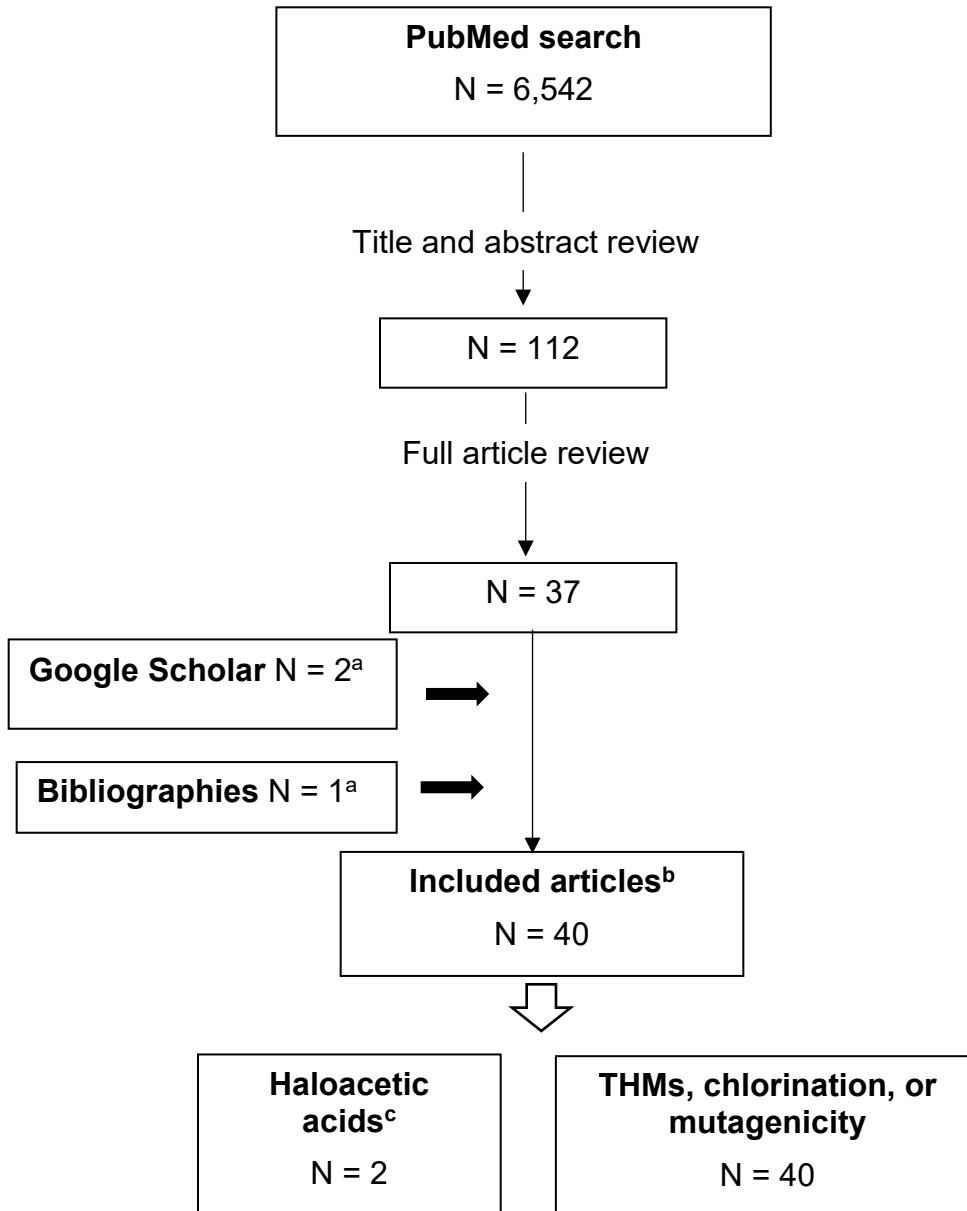 PubMed search
N = 6,542
Title and abstract review
N = 112
Full article review
N = 37
Google Scholar N = 2ᵃ
Bibliographies N = 1ᵃ
Included articlesᵇ
N = 40
Haloacetic
acidsᶜ
N = 2
THMs, chlorination, or
mutagenicity
N = 40